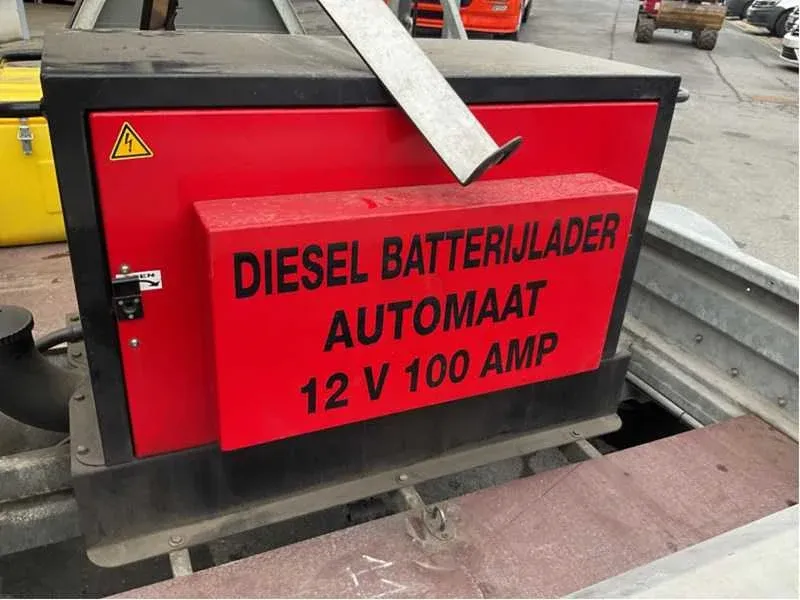 DIESEL BATTERIJLADER
AUTOMAAT
12 V 100 AMP